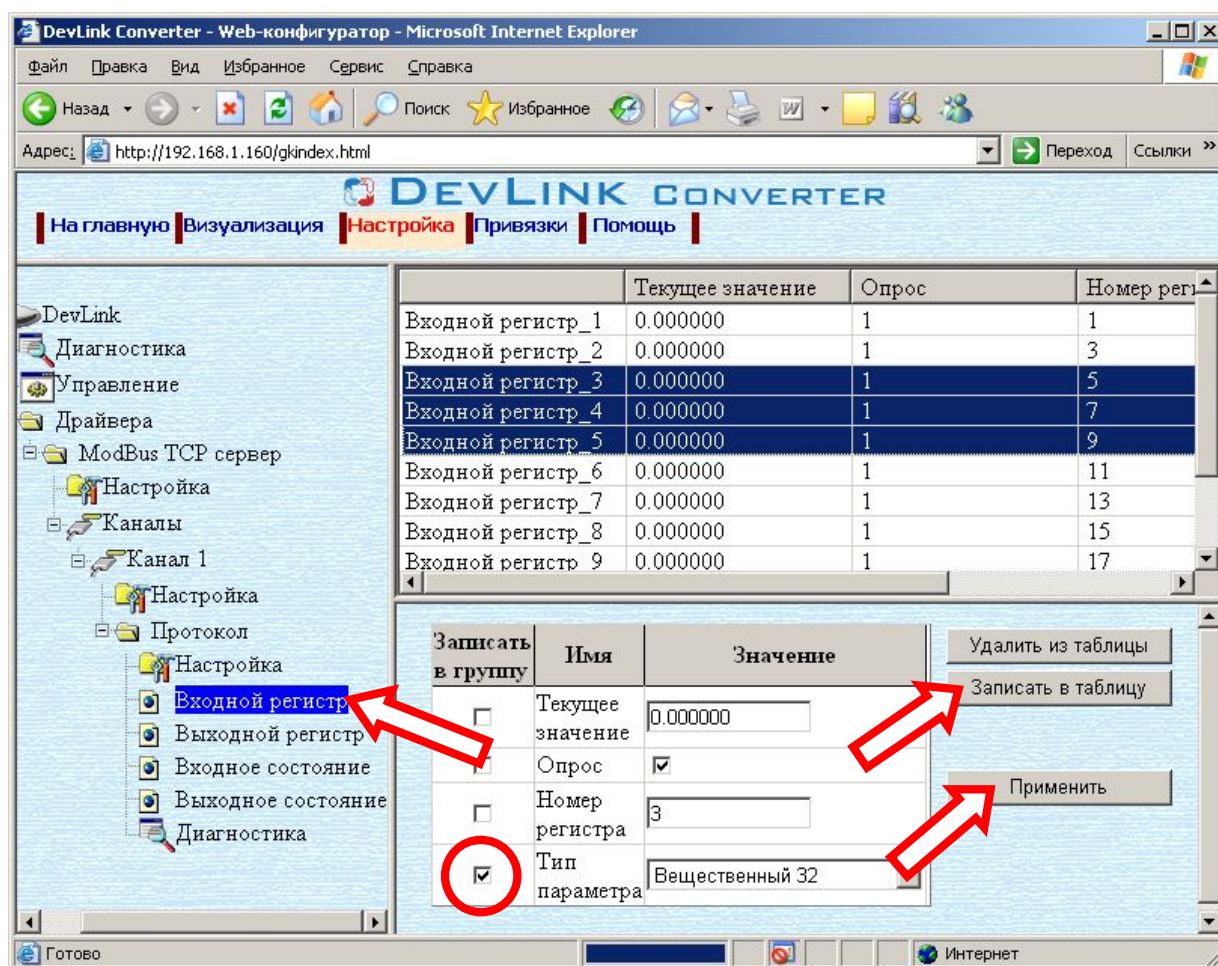 DevLink Converter - Web-конфигуратор - Microsoft Internet Explorer
Файл Правка Вид Избранное Сервис Справка
Назад Поиск Избранное
Адрес: http://192.168.1.160/gkindex.html Переход Ссылки »
DEVLINK CONVERTER
На главную Визуализация Настройка Привязки Помощь
DevLink
Диагностика
Управление
Драйвера
ModBus TCP сервер
Настройка
Каналы
Канал 1
Настройка
Протокол
Настройка
Входной регистр
Выходной регистр
Входное состояние
Выходное состояние
Диагностика
Текущее значение Опрос Номер реги
Входной регистр_1 0.000000 1 1
Входной регистр_2 0.000000 1 3
Входной регистр_3 0.000000 1 5
Входной регистр_4 0.000000 1 7
Входной регистр_5 0.000000 1 9
Входной регистр_6 0.000000 1 11
Входной регистр_7 0.000000 1 13
Входной регистр_8 0.000000 1 15
Входной регистр_9 0.000000 1 17
Записать
в группу
Имя Значение
Текущее
значение
0.000000
Опрос
Номер
регистра
3
Тип
параметра
Вещественный 32
Удалить из таблицы
Записать в таблицу
Применить
Готово Интернет